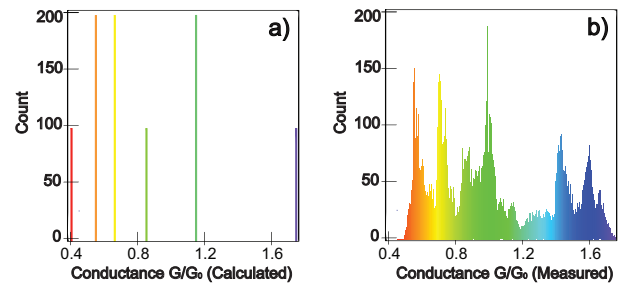 a)
200
150
100
50
0
Count
0.4 0.8 1.2 1.6
Conductance G/G₀ (Calculated)
b)
200
150
100
50
0
Count
0.4 0.8 1.2 1.6
Conductance G/G₀ (Measured)